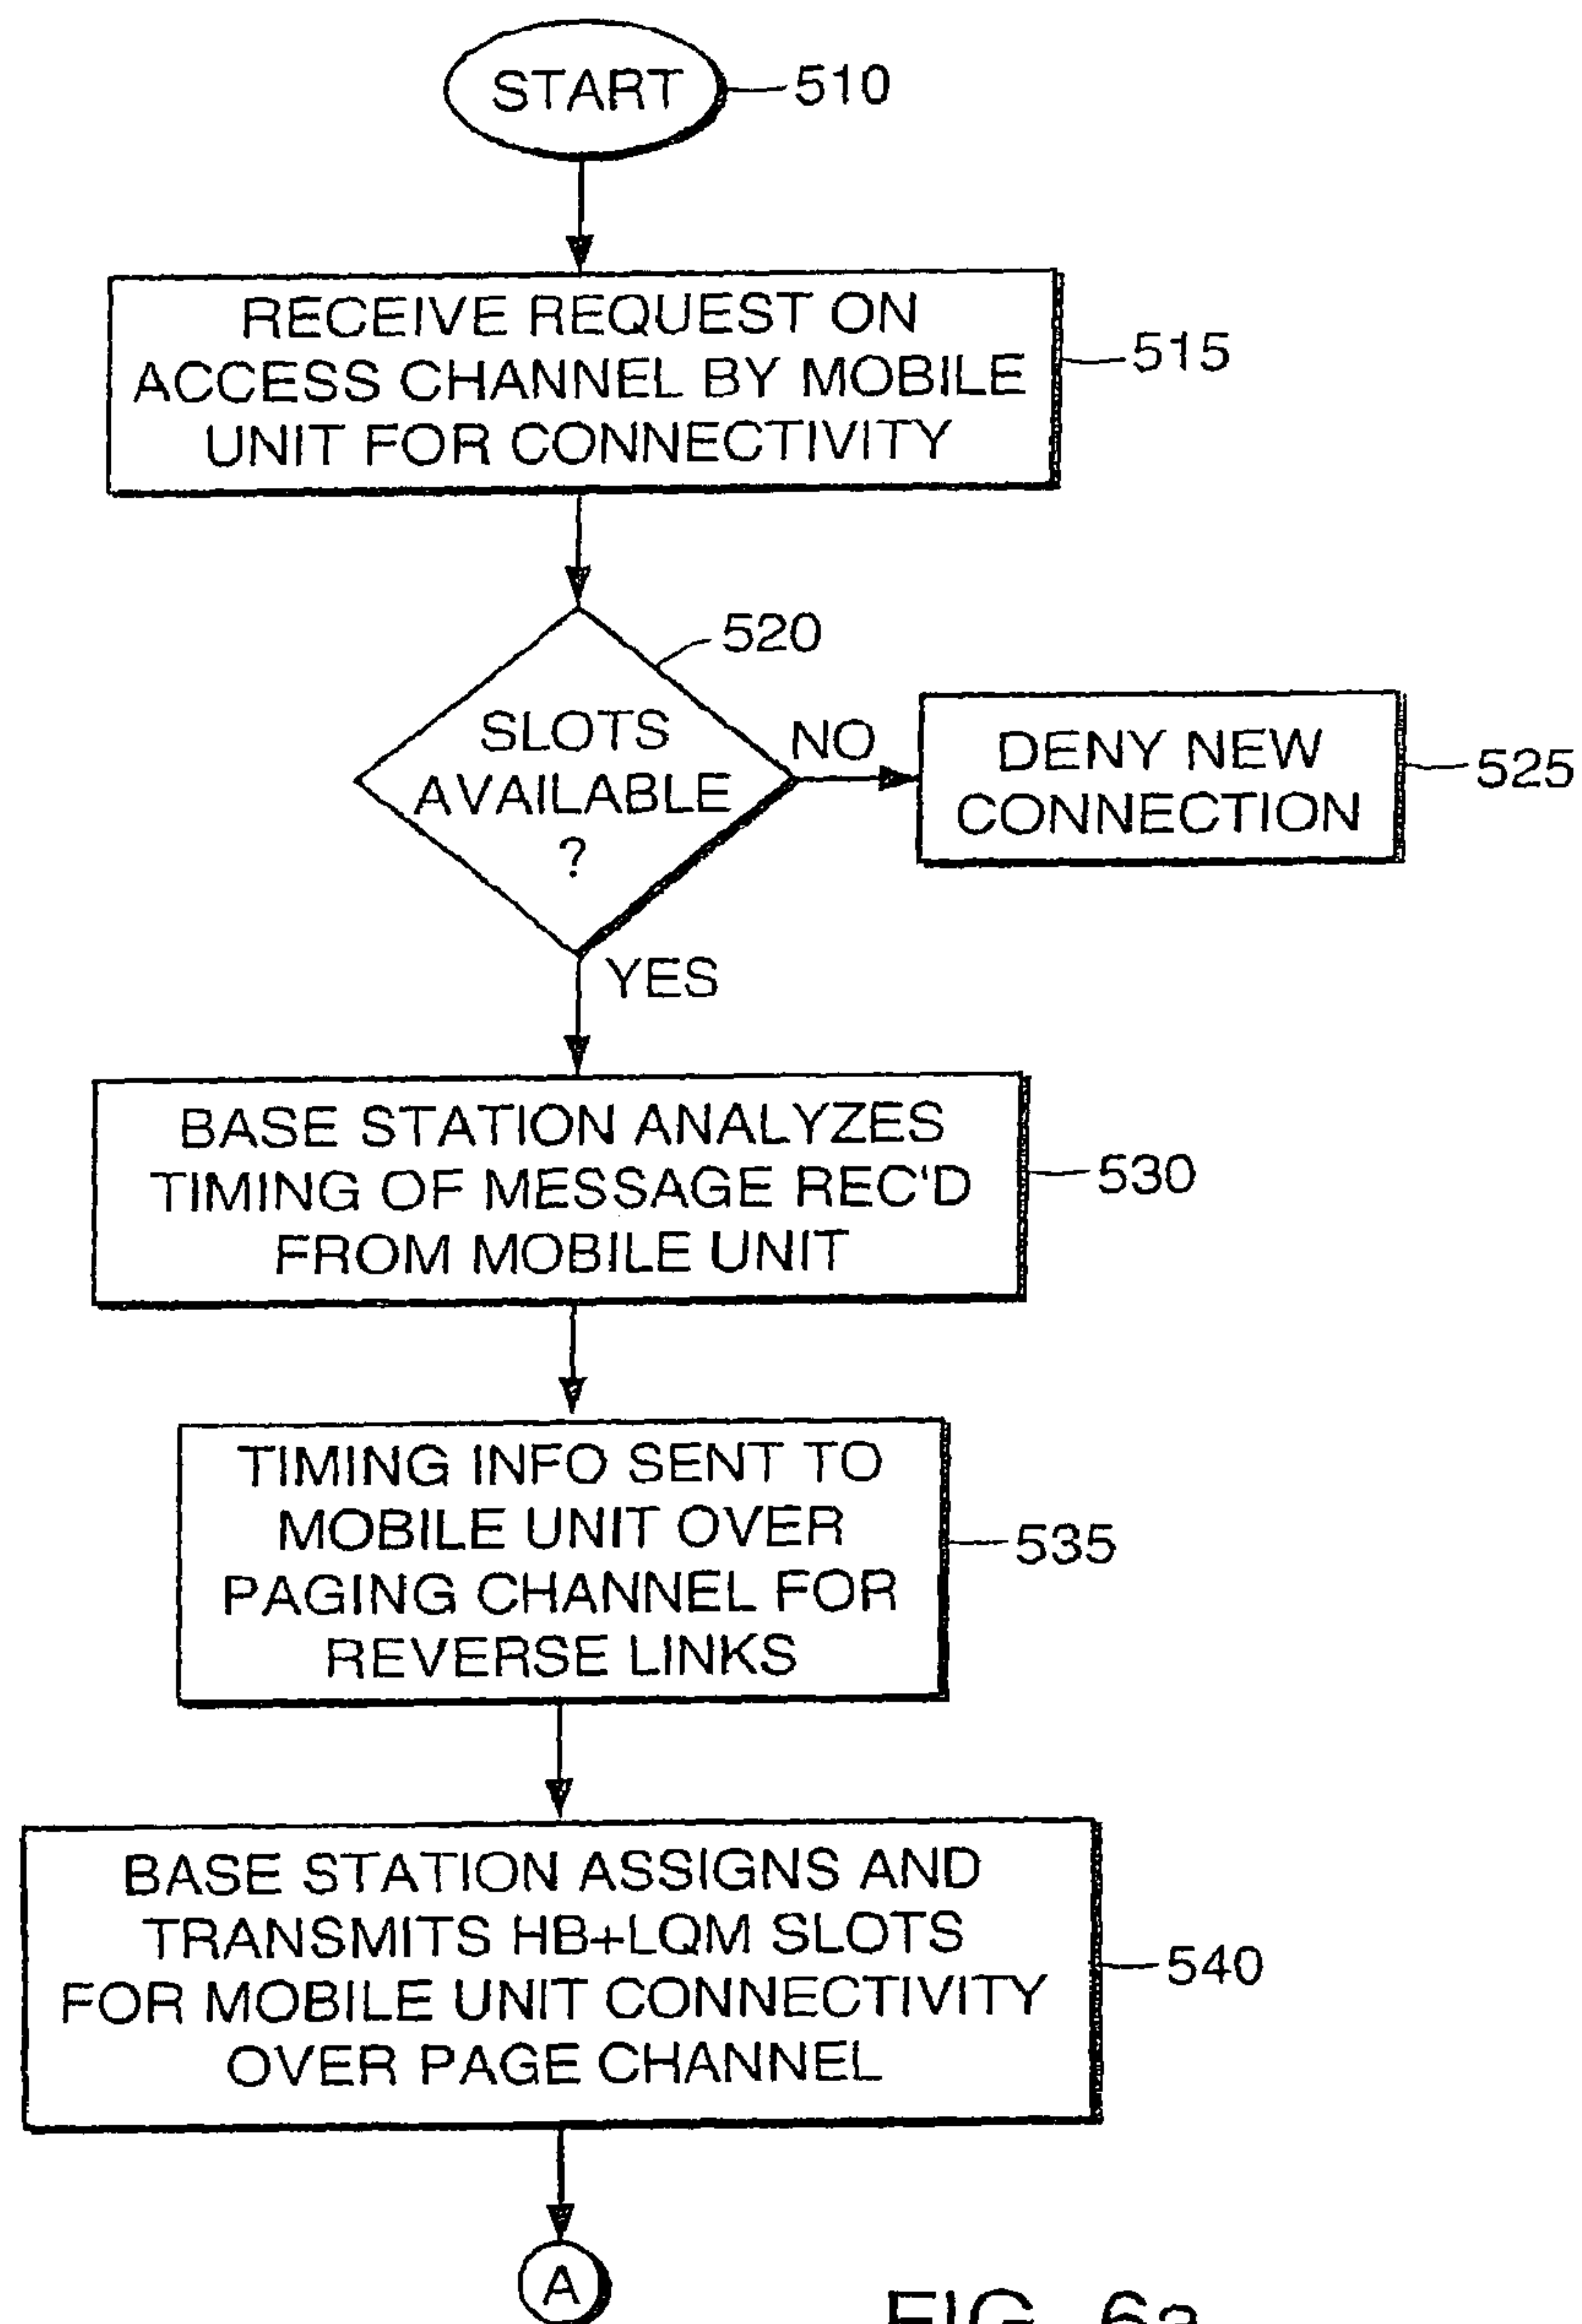 START
510
RECEIVE REQUEST ON
ACCESS CHANNEL BY MOBILE
UNIT FOR CONNECTIVITY
515
520
SLOTS
AVAILABLE
?
NO
DENY NEW
CONNECTION
525
YES
BASE STATION ANALYZES
TIMING OF MESSAGE REC'D
FROM MOBILE UNIT
530
TIMING INFO SENT TO
MOBILE UNIT OVER
PAGING CHANNEL FOR
REVERSE LINKS
535
BASE STATION ASSIGNS AND
TRANSMITS HB+LQM SLOTS
FOR MOBILE UNIT CONNECTIVITY
OVER PAGE CHANNEL
540
A
FIG. 6a